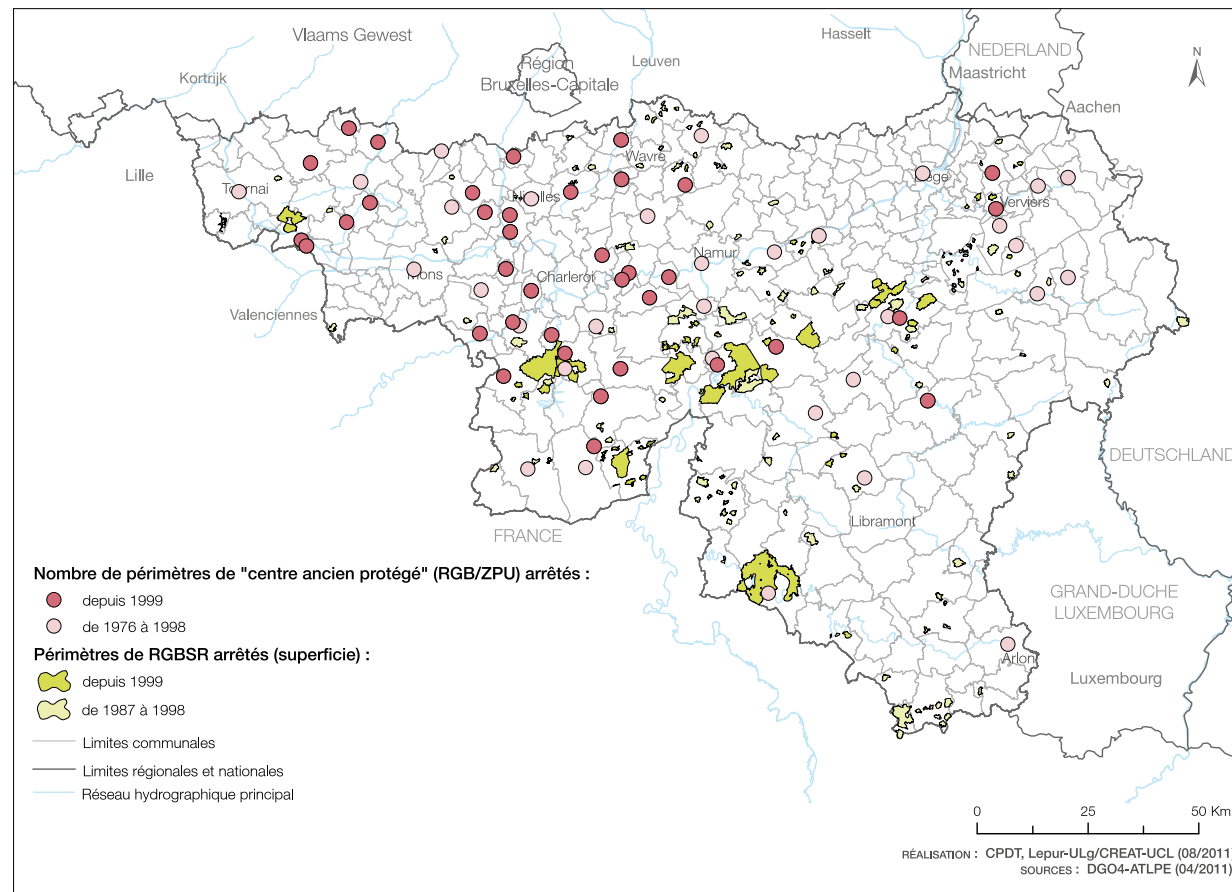 Vlaams Gewest
Hasselt
NEDERLAND
N
Région
Bruxelles-Capitale
Leuven
Maastricht
Kortrijk
Aachen
Lille
Wavre
Tournai
Nivelles
Liège
Verviers
Mons
Charleroi
Namur
Valenciennes
DEUTSCHLAND
Libramont
FRANCE
GRAND-DUCHE
LUXEMBOURG
Arlon
Luxembourg
Nombre de périmètres de "centre ancien protégé" (RGB/ZPU) arrêtés :
depuis 1999
de 1976 à 1998
Périmètres de RGBSR arrêtés (superficie) :
depuis 1999
de 1987 à 1998
Limites communales
Limites régionales et nationales
Réseau hydrographique principal
0 25 50 Km
RÉALISATION : CPDT, Lepur-ULg/CREAT-UCL (08/2011)
SOURCES : DGO4-ATLPE (04/2011)